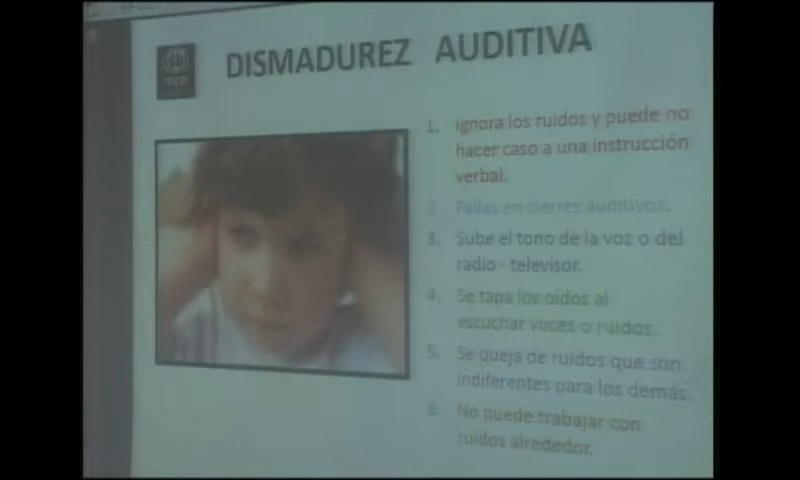 DISMADUREZ AUDITIVA
1. Ignora los ruidos y puede no
hacer caso a una instrucción
verbal.
2. Fallas en cierres auditivos.
3. Sube el tono de la voz o del
radio - televisor.
4. Se tapa los oídos al
escuchar voces o ruidos.
5. Se queja de ruidos que son
indiferentes para los demás.
6. No puede trabajar con
ruidos alrededor.